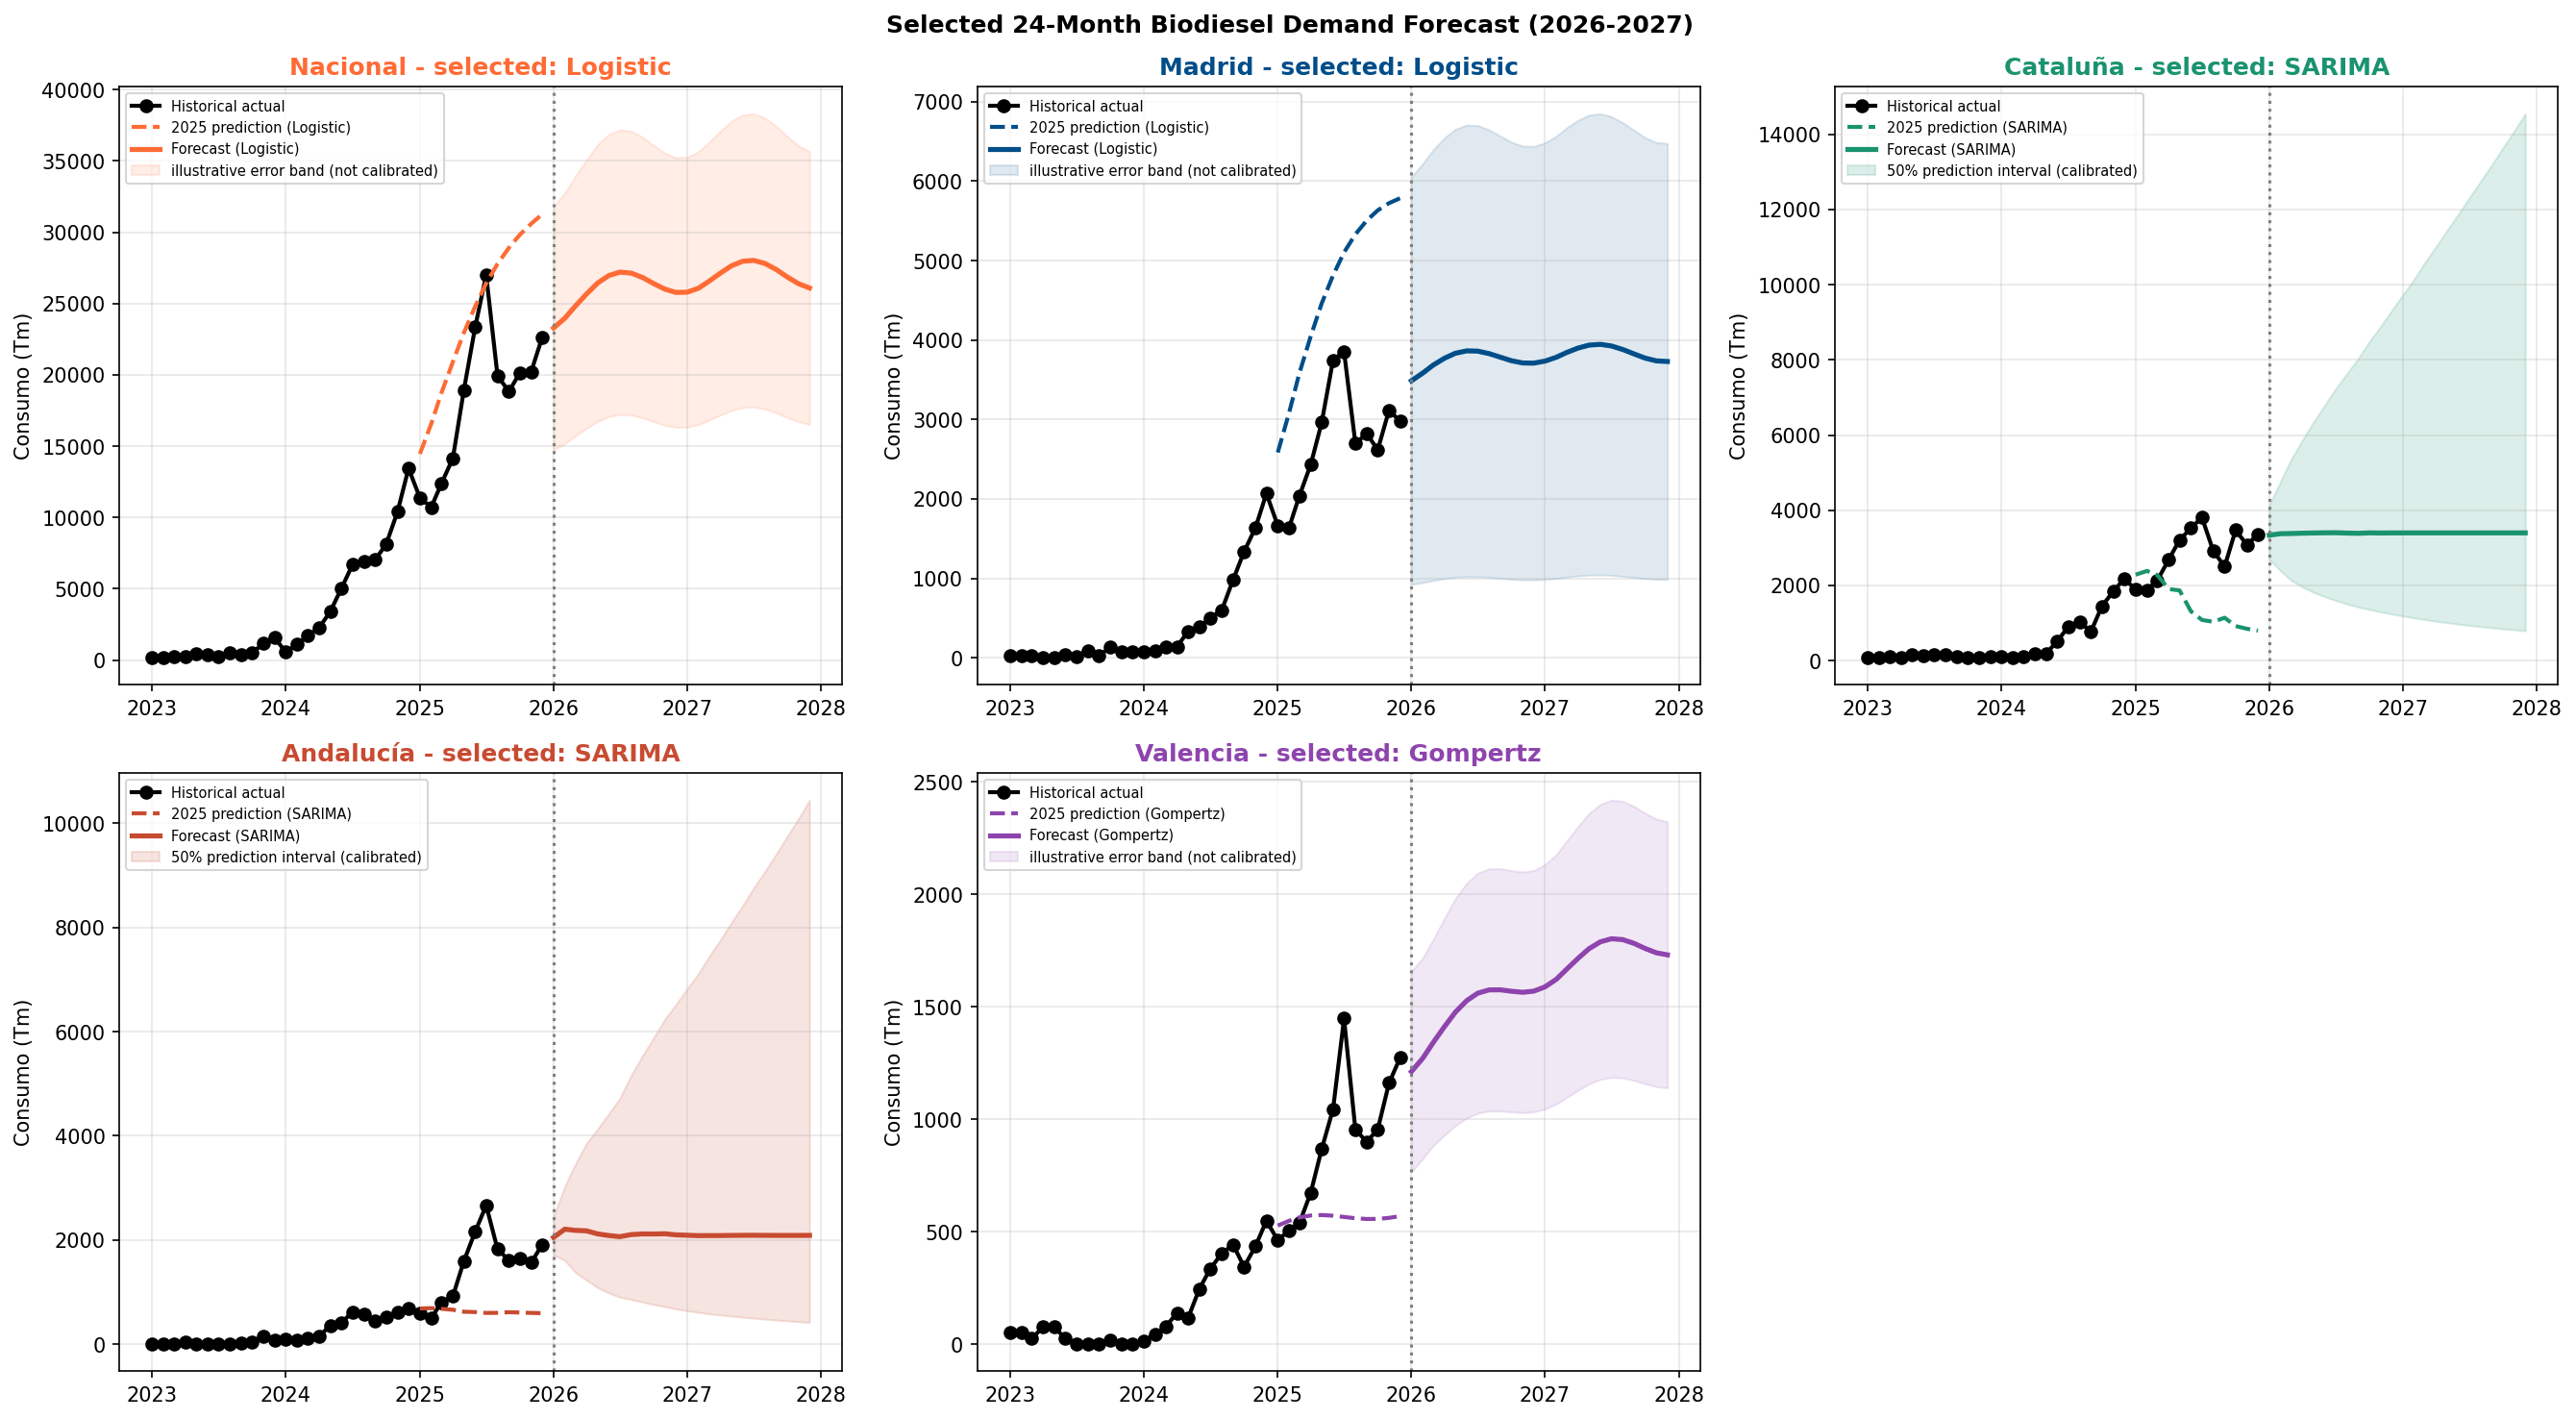 Selected 24-Month Biodiesel Demand Forecast (2026-2027)
Nacional - selected: Logistic
Historical actual
2025 prediction (Logistic)
Forecast (Logistic)
illustrative error band (not calibrated)
Consumo (Tm)
40000
35000
30000
25000
20000
15000
10000
5000
0
2023 2024 2025 2026 2027 2028
Madrid - selected: Logistic
Historical actual
2025 prediction (Logistic)
Forecast (Logistic)
illustrative error band (not calibrated)
Consumo (Tm)
7000
6000
5000
4000
3000
2000
1000
0
2023 2024 2025 2026 2027 2028
Cataluña - selected: SARIMA
Historical actual
2025 prediction (SARIMA)
Forecast (SARIMA)
50% prediction interval (calibrated)
Consumo (Tm)
14000
12000
10000
8000
6000
4000
2000
0
2023 2024 2025 2026 2027 2028
Andalucía - selected: SARIMA
Historical actual
2025 prediction (SARIMA)
Forecast (SARIMA)
50% prediction interval (calibrated)
Consumo (Tm)
10000
8000
6000
4000
2000
0
2023 2024 2025 2026 2027 2028
Valencia - selected: Gompertz
Historical actual
2025 prediction (Gompertz)
Forecast (Gompertz)
illustrative error band (not calibrated)
Consumo (Tm)
2500
2000
1500
1000
500
0
2023 2024 2025 2026 2027 2028